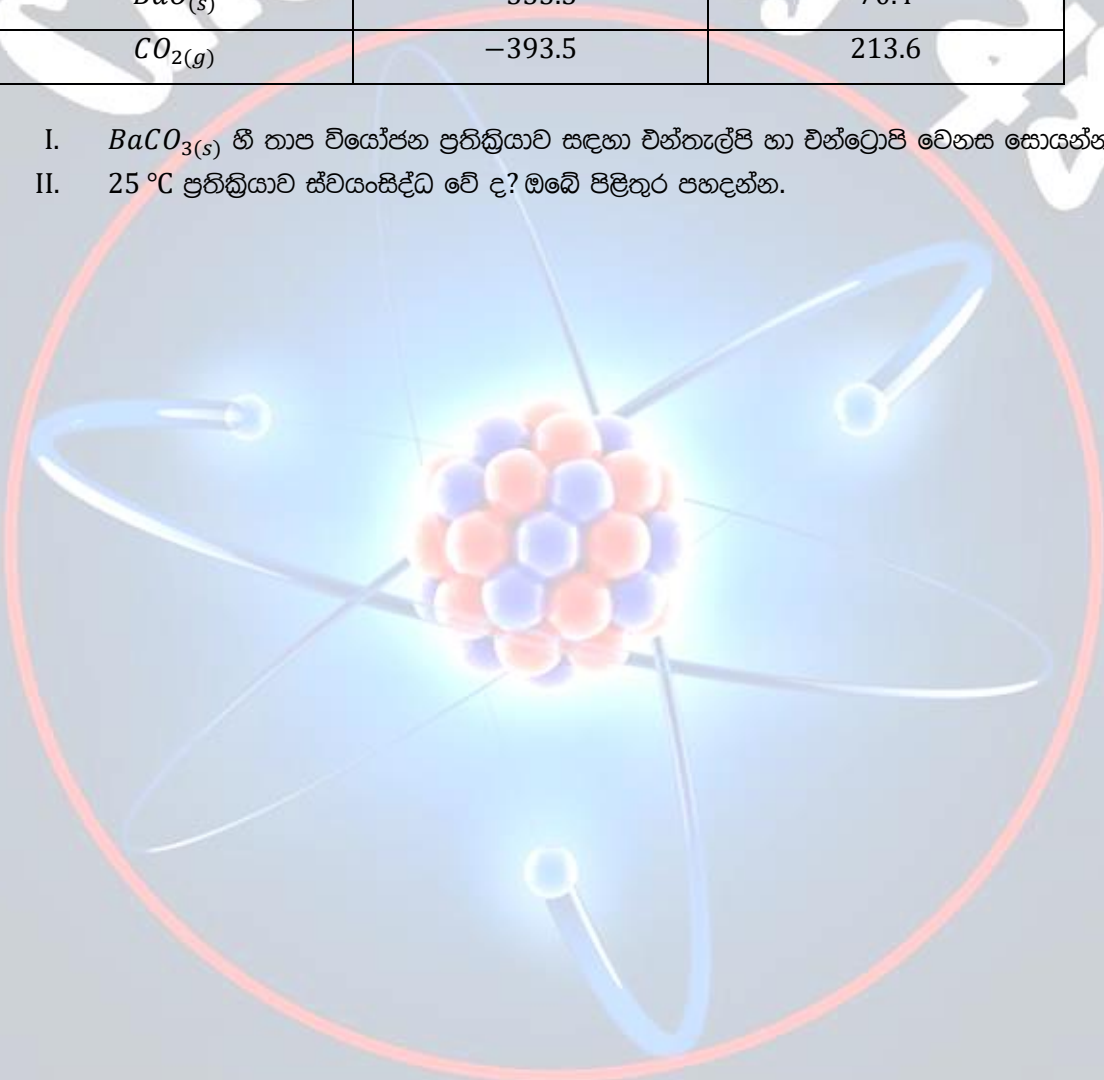 CO₂(g) −393.5 213.6
I. BaCO₃(s) හී තාප වියෝජන ප්‍රතික්‍රියාව සඳහා එන්තැල්පි හා එන්ට්‍රොපි වෙනස සොයන්න
II. 25 °C ප්‍රතික්‍රියාව ස්වයංසිද්ධ වේ ද? ඔබේ පිළිතුර පහදන්න.